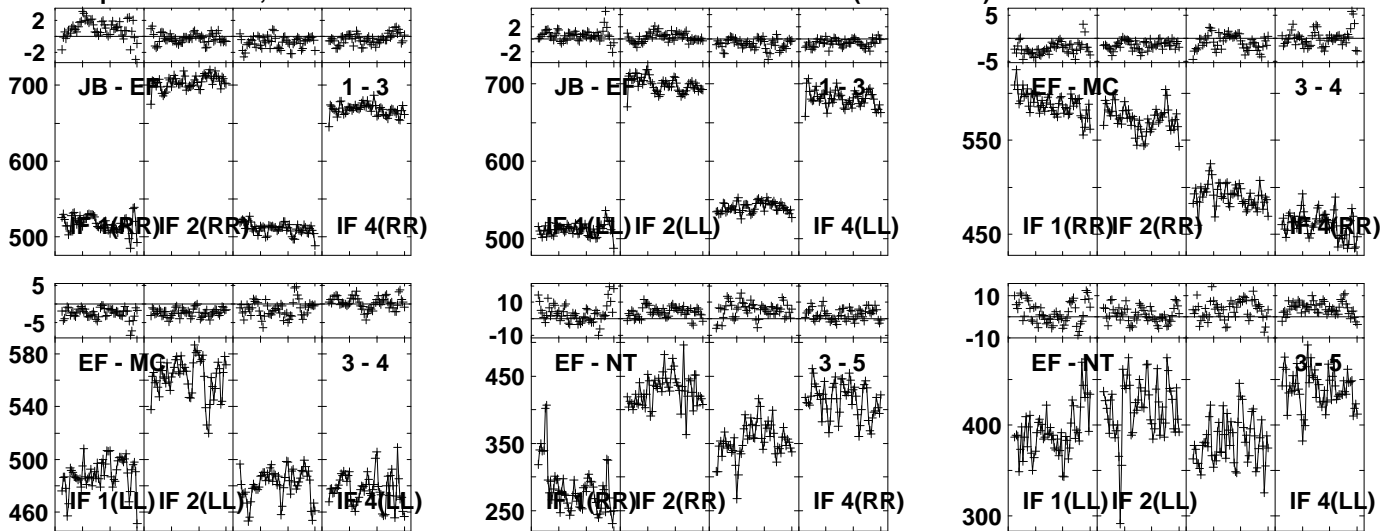 2
-2
700
600
500
JB - EF
1 - 3
IF 1(RR)
IF 2(RR)
IF 4(RR)
2
-2
700
600
500
JB - EF
1 - 3
IF 1(LL)
IF 2(LL)
IF 4(LL)
5
-5
550
450
EF - MC
3 - 4
IF 1(RR)
IF 2(RR)
IF 4(RR)
5
-5
580
540
500
460
EF - MC
3 - 4
IF 1(LL)
IF 2(LL)
IF 4(LL)
10
-10
450
350
250
EF - NT
3 - 5
IF 1(RR)
IF 2(RR)
IF 4(RR)
10
-10
400
300
EF - NT
3 - 5
IF 1(LL)
IF 2(LL)
IF 4(LL)